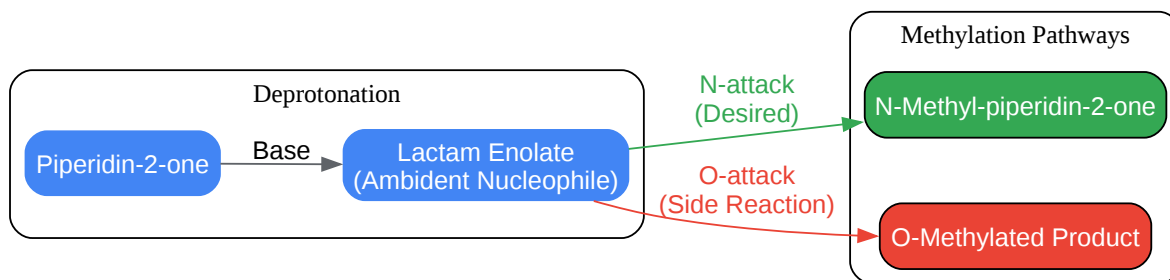 Deprotonation
Piperidin-2-one
Base
Lactam Enolate
(Ambident Nucleophile)
N-attack
(Desired)
O-attack
(Side Reaction)
Methylation Pathways
N-Methyl-piperidin-2-one
O-Methylated Product